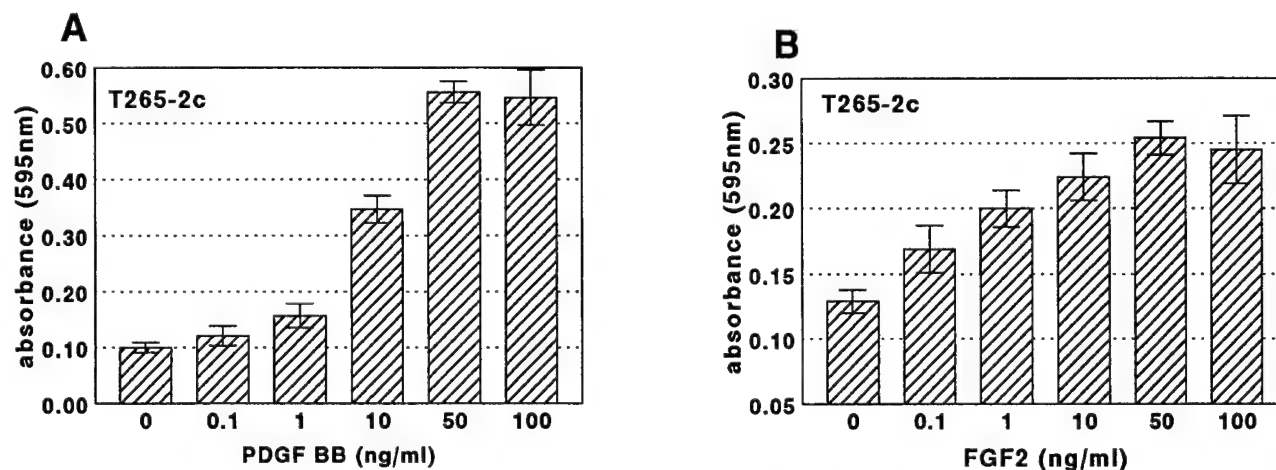 A
absorbance (595nm)
0.60
0.50
0.40
0.30
0.20
0.10
0.00
T265-2c
0 0.1 1 10 50 100
PDGF BB (ng/ml)
B
absorbance (595nm)
0.30
0.25
0.20
0.15
0.10
0.05
T265-2c
0 0.1 1 10 50 100
FGF2 (ng/ml)